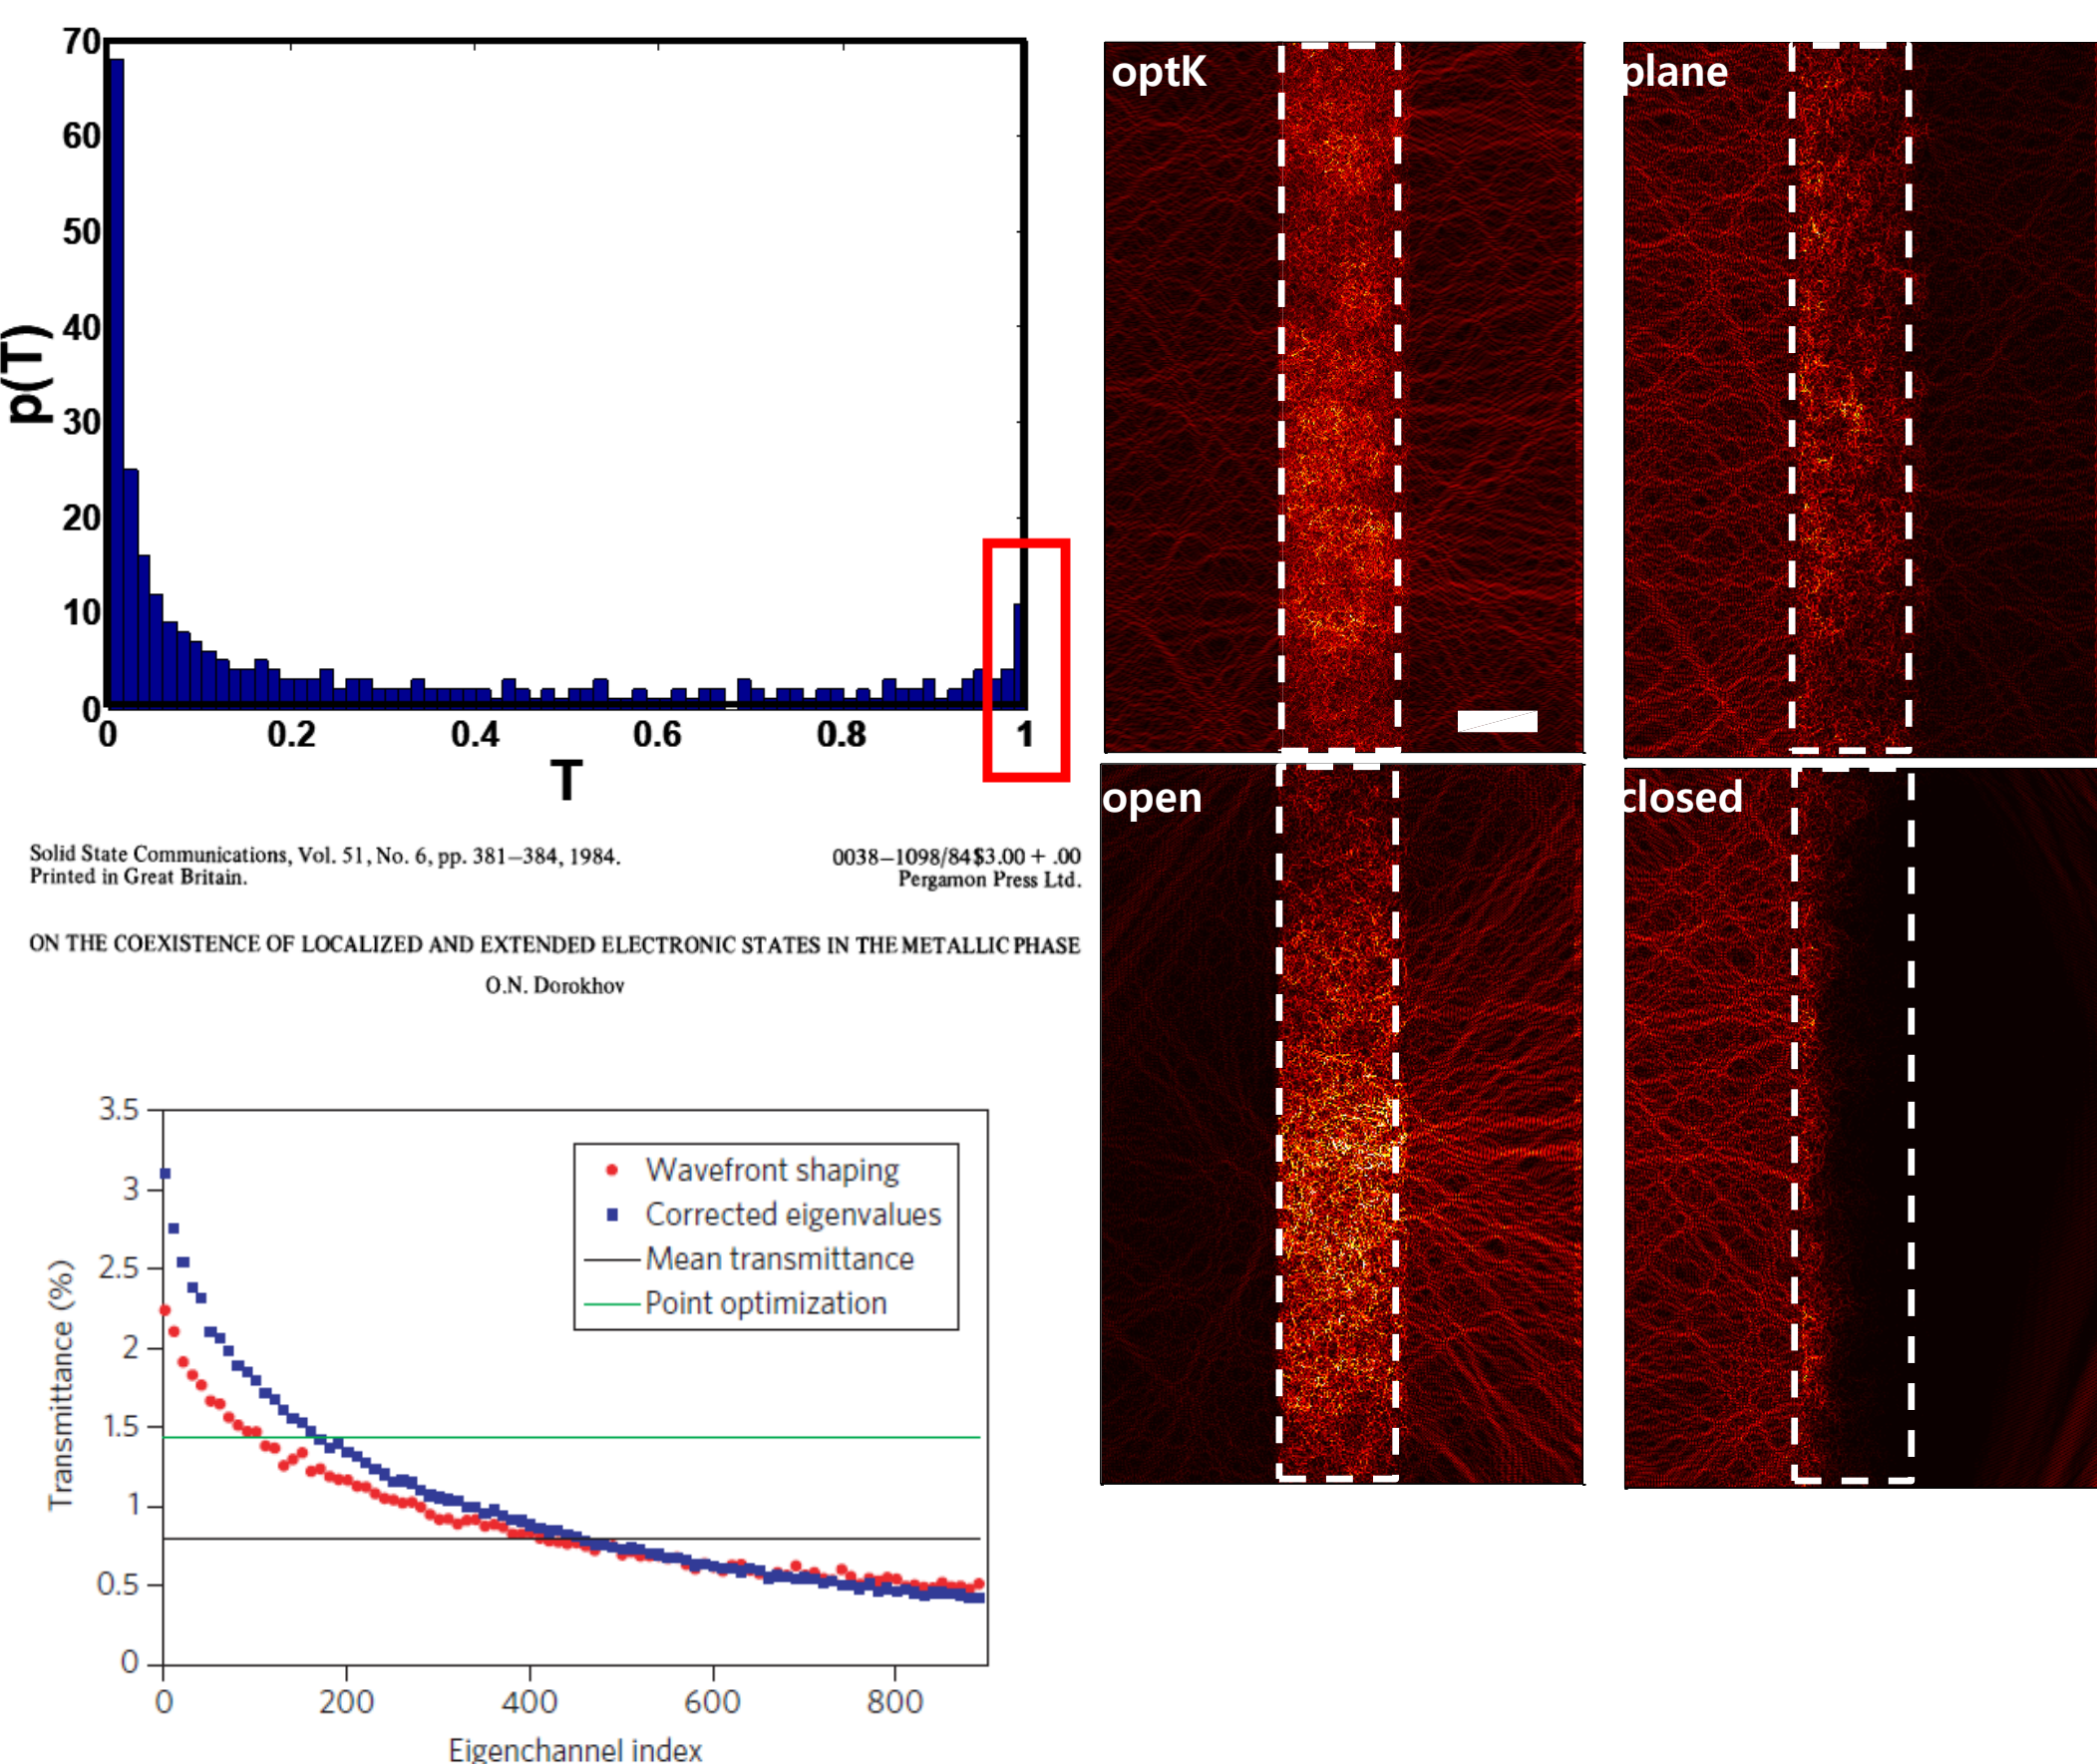 70
60
50
40
30
20
10
0
p(T)
0 0.2 0.4 0.6 0.8 1
T
optK
plane
open
closed
Solid State Communications, Vol. 51, No. 6, pp. 381–384, 1984.
Printed in Great Britain.
0038–1098/84$3.00 + .00
Pergamon Press Ltd.
ON THE COEXISTENCE OF LOCALIZED AND EXTENDED ELECTRONIC STATES IN THE METALLIC PHASE
O.N. Dorokhov
3.5
3
2.5
2
1.5
1
0.5
0
Transmittance (%)
Wavefront shaping
Corrected eigenvalues
Mean transmittance
Point optimization
0 200 400 600 800
Eigenchannel index